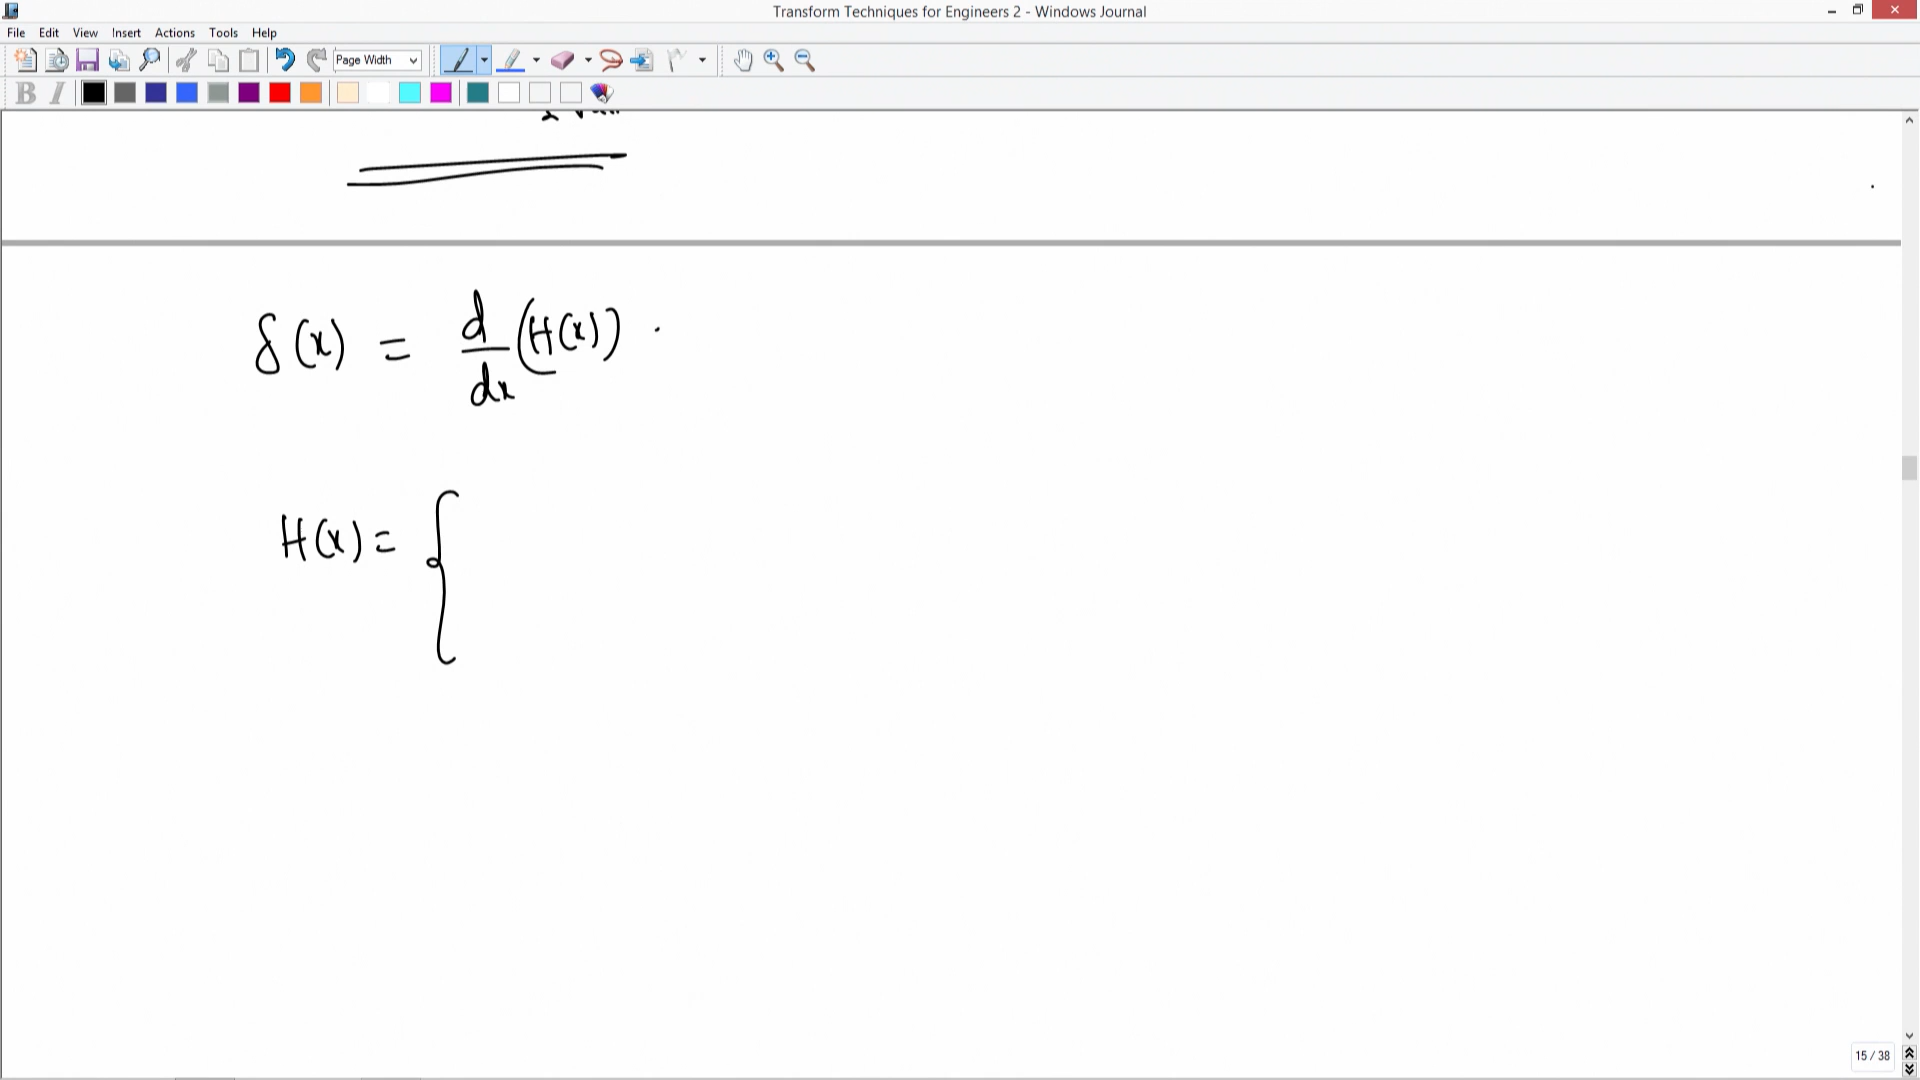 Transform Techniques for Engineers 2 - Windows Journal
File Edit View Insert Actions Tools Help
Page Width
B I
δ(x) = d/dx (H(x)) .
H(x) = {
15 / 38